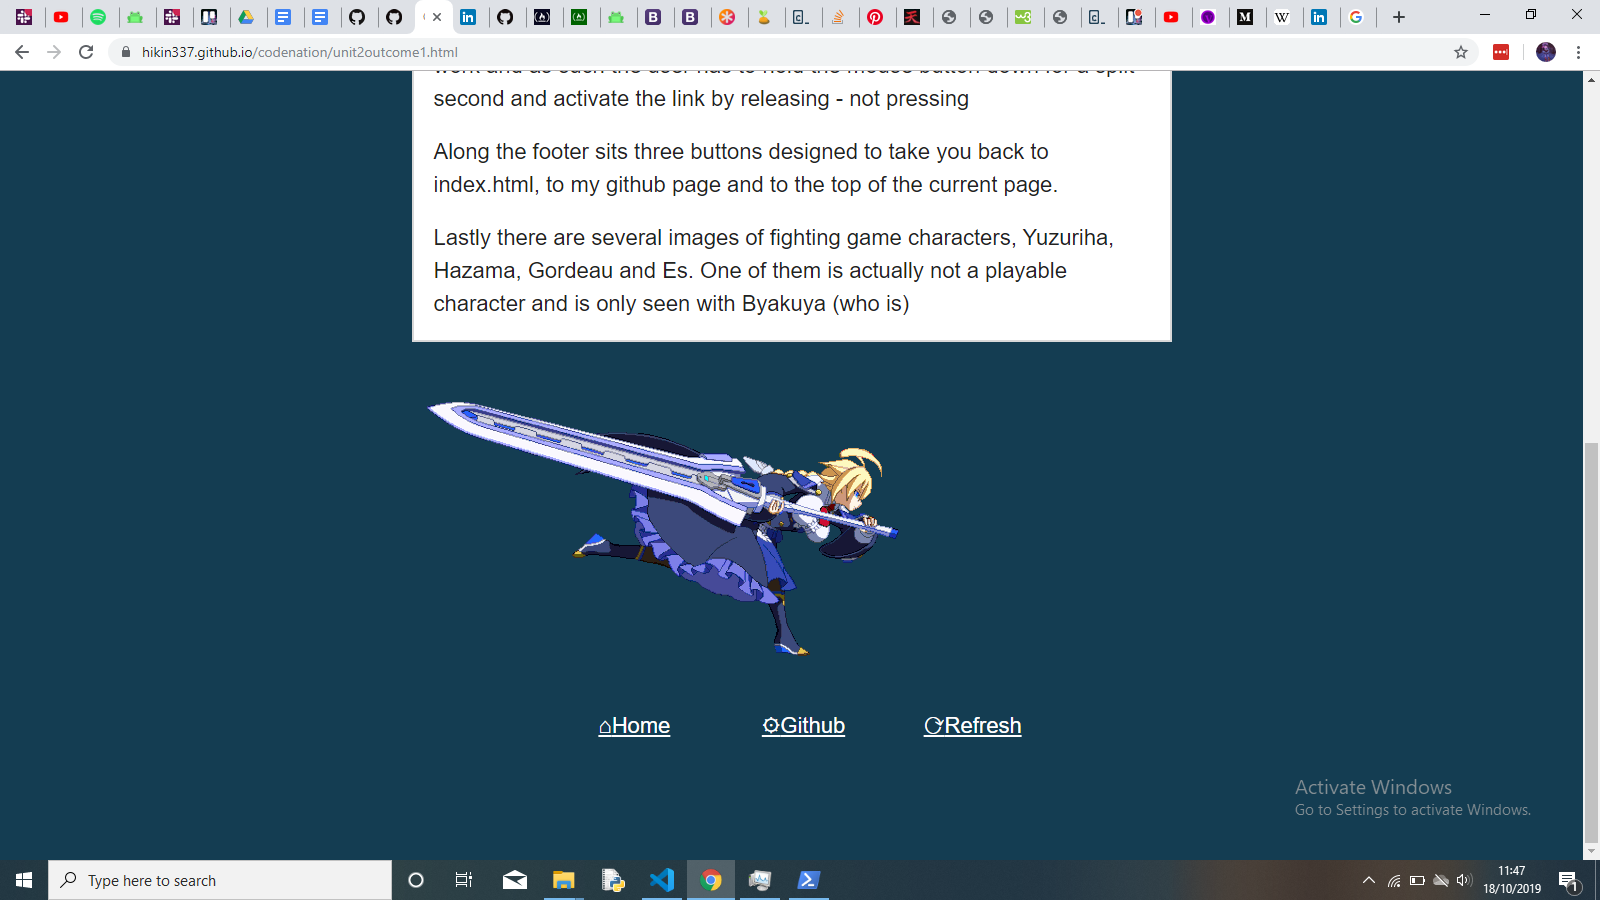 hikin337.github.io/codenation/unit2outcome1.html
second and activate the link by releasing - not pressing
Along the footer sits three buttons designed to take you back to
index.html, to my github page and to the top of the current page.
Lastly there are several images of fighting game characters, Yuzuriha,
Hazama, Gordeau and Es. One of them is actually not a playable
character and is only seen with Byakuya (who is)
Home
Github
Refresh
Activate Windows
Go to Settings to activate Windows.
Type here to search
11:47
18/10/2019
1